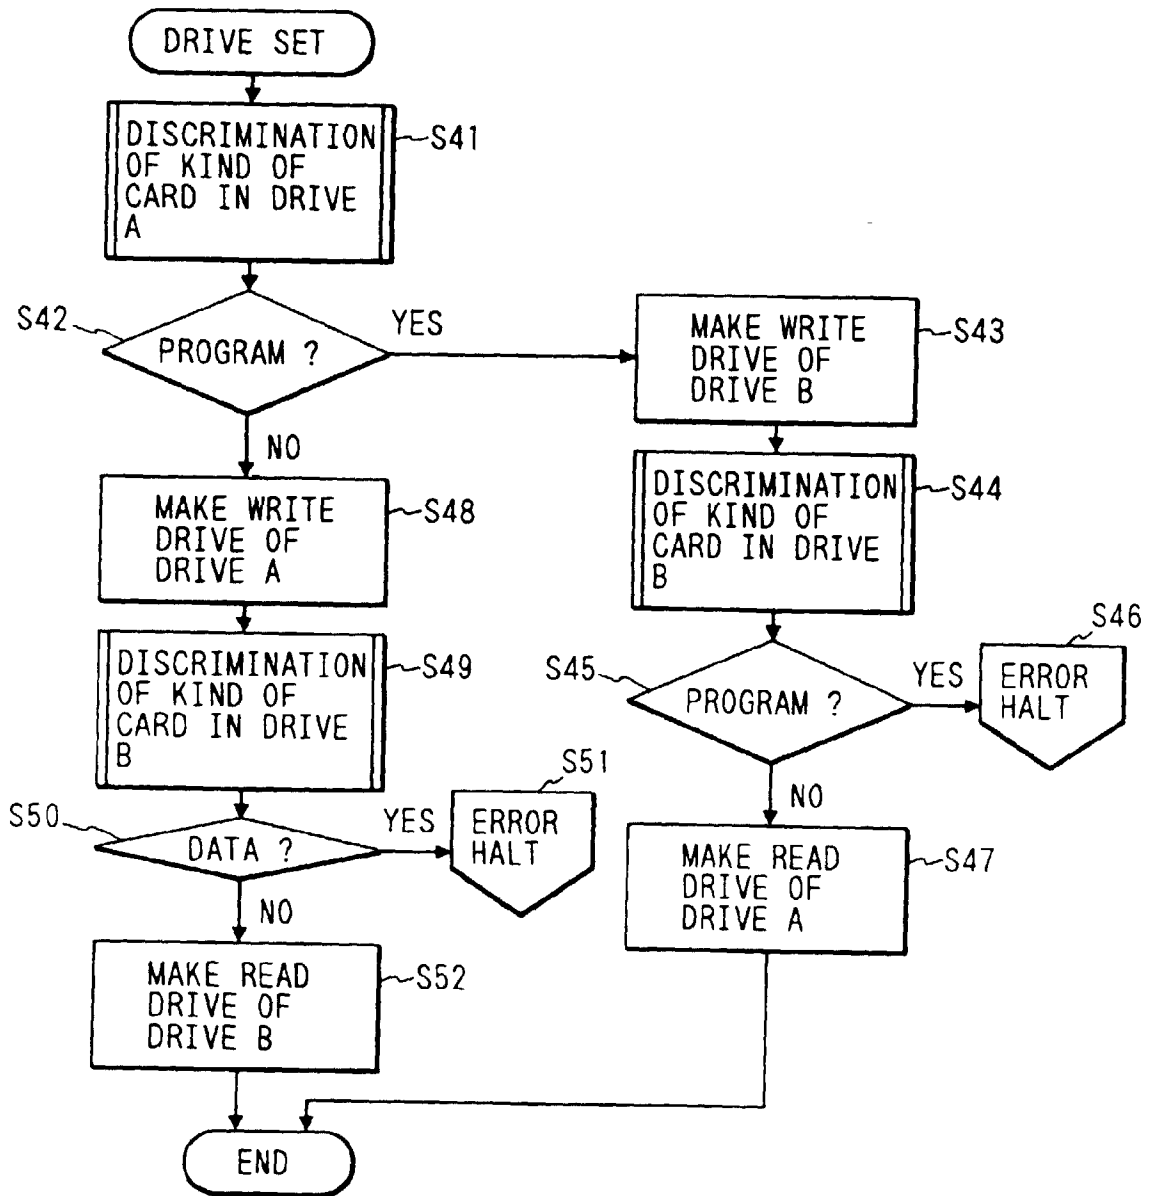 DRIVE SET
DISCRIMINATION
OF KIND OF
CARD IN DRIVE
A
S41
S42
PROGRAM ?
YES
NO
MAKE WRITE
DRIVE OF
DRIVE B
S43
DISCRIMINATION
OF KIND OF
CARD IN DRIVE
B
S44
S45
PROGRAM ?
YES
S46
ERROR
HALT
NO
MAKE READ
DRIVE OF
DRIVE A
S47
MAKE WRITE
DRIVE OF
DRIVE A
S48
DISCRIMINATION
OF KIND OF
CARD IN DRIVE
B
S49
S50
DATA ?
YES
S51
ERROR
HALT
NO
MAKE READ
DRIVE OF
DRIVE B
S52
END